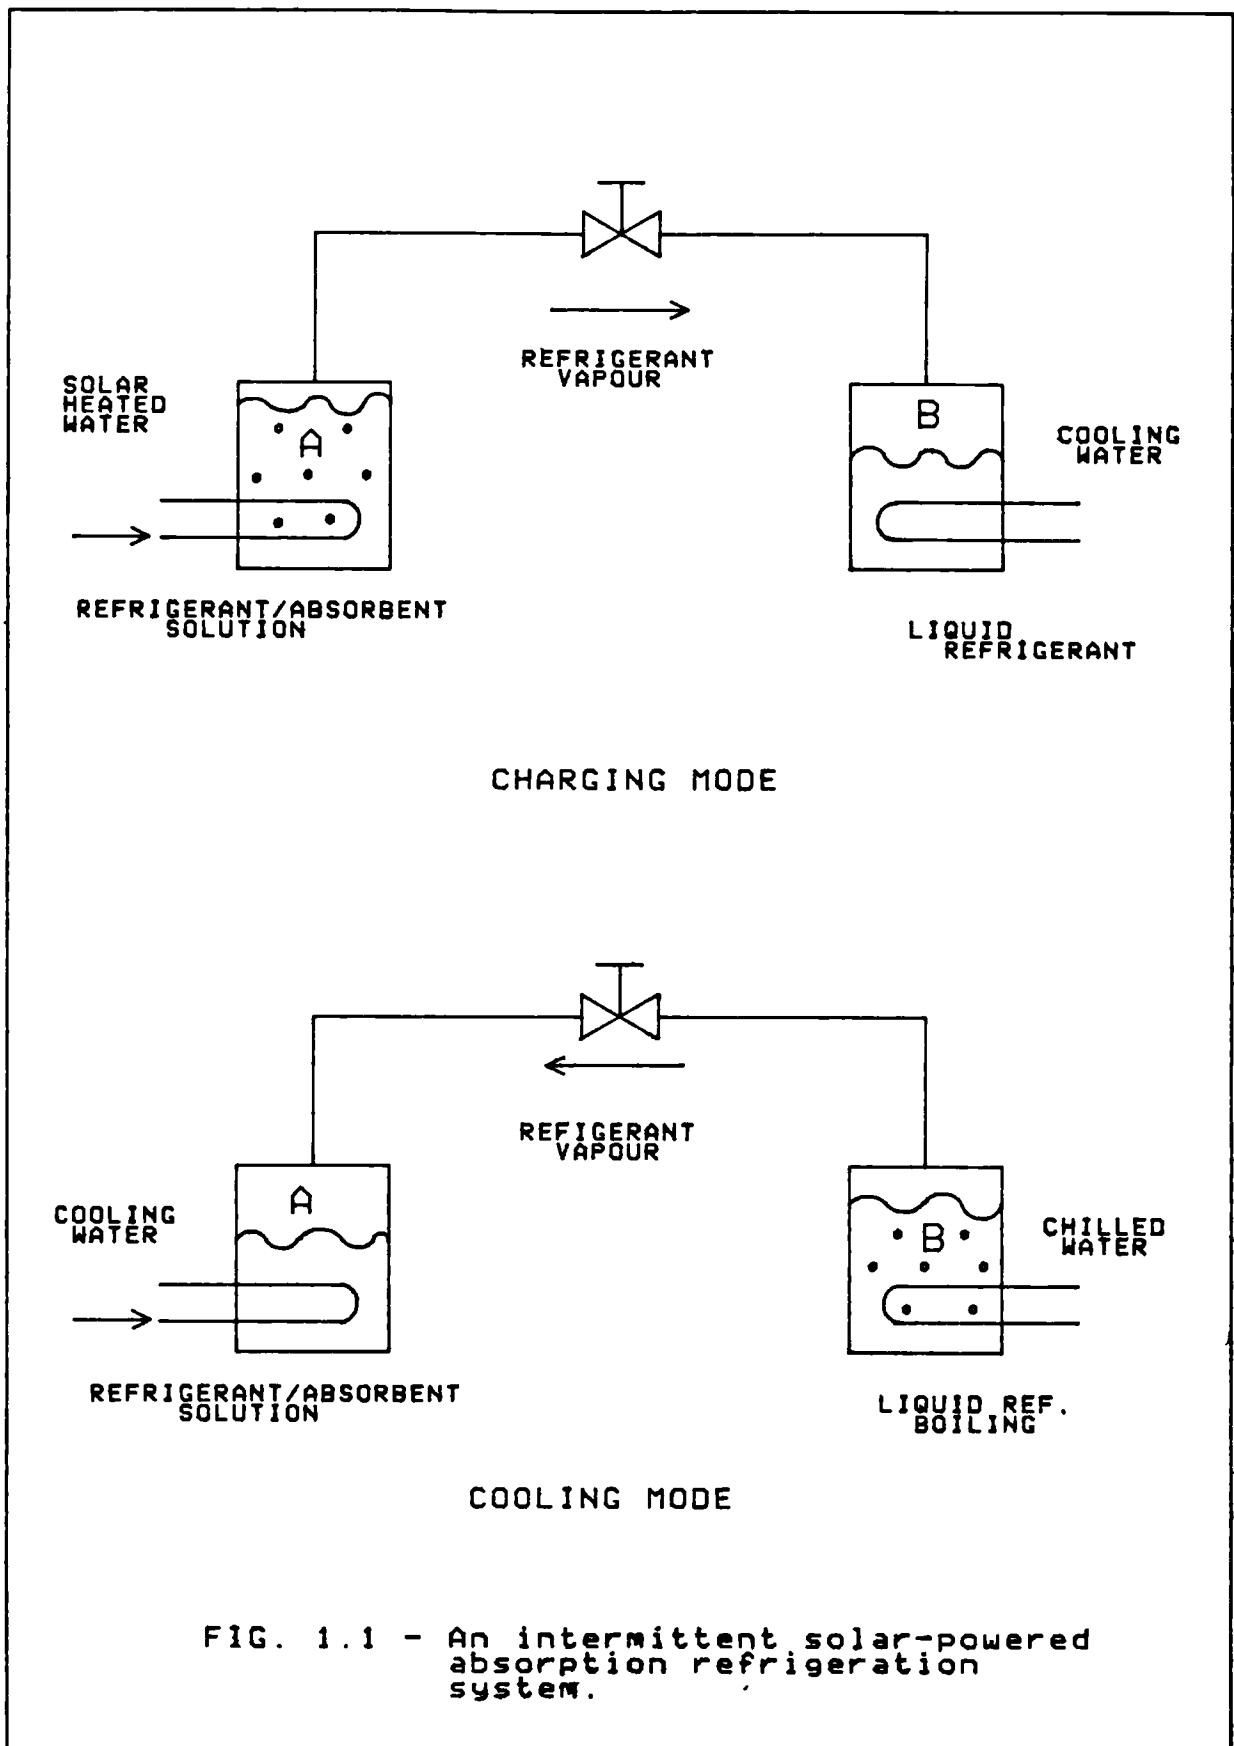 REFRIGERANT
VAPOUR
SOLAR
HEATED
WATER
A
B
COOLING
WATER
REFRIGERANT/ABSORBENT
SOLUTION
LIQUID
REFRIGERANT
CHARGING MODE
REFIGERANT
VAPOUR
A
COOLING
WATER
B
CHILLED
WATER
REFRIGERANT/ABSORBENT
SOLUTION
LIQUID REF.
BOILING
COOLING MODE
FIG. 1.1 - An intermittent solar-powered
absorption refrigeration
system.